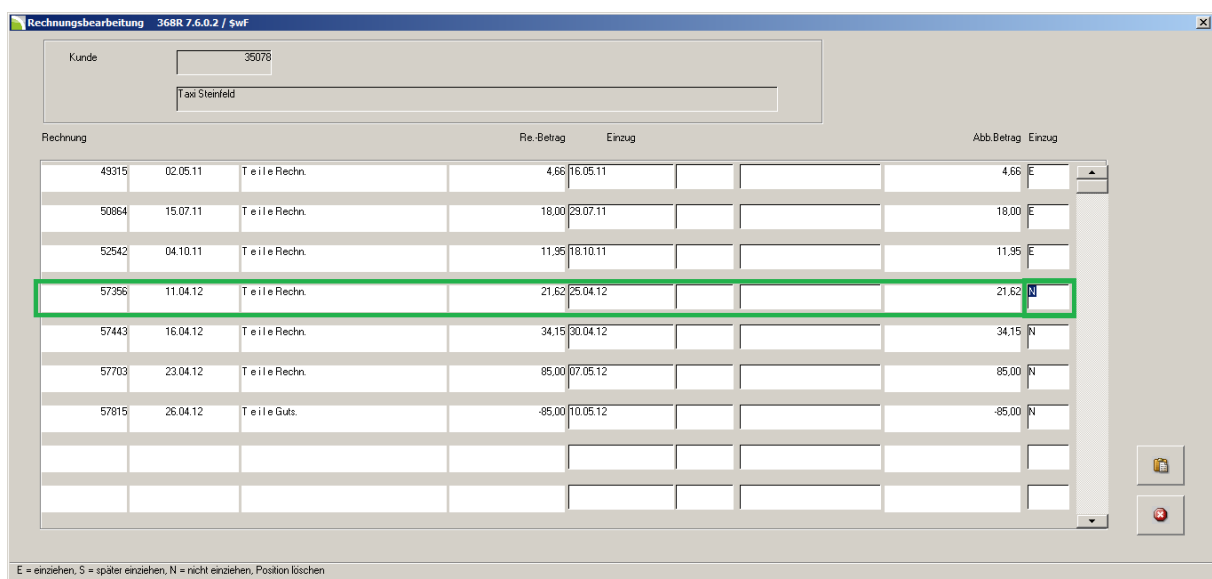 Rechnungsbearbeitung 368R 7.6.0.2 / $wF
Kunde 35078
Taxi Steinfeld
Rechnung Re.-Betrag Einzug Abb.Betrag Einzug
49315 02.05.11 T e i l e Rechn. 4,66 16.05.11 4,66 E
50864 15.07.11 T e i l e Rechn. 18,00 29.07.11 18,00 E
52542 04.10.11 T e i l e Rechn. 11,95 18.10.11 11,95 E
57356 11.04.12 T e i l e Rechn. 21,62 25.04.12 21,62 N
57443 16.04.12 T e i l e Rechn. 34,15 30.04.12 34,15 N
57703 23.04.12 T e i l e Rechn. 85,00 07.05.12 85,00 N
57815 26.04.12 T e i l e Guts. -85,00 10.05.12 -85,00 N
E = einziehen, S = später einziehen, N = nicht einziehen, Position löschen